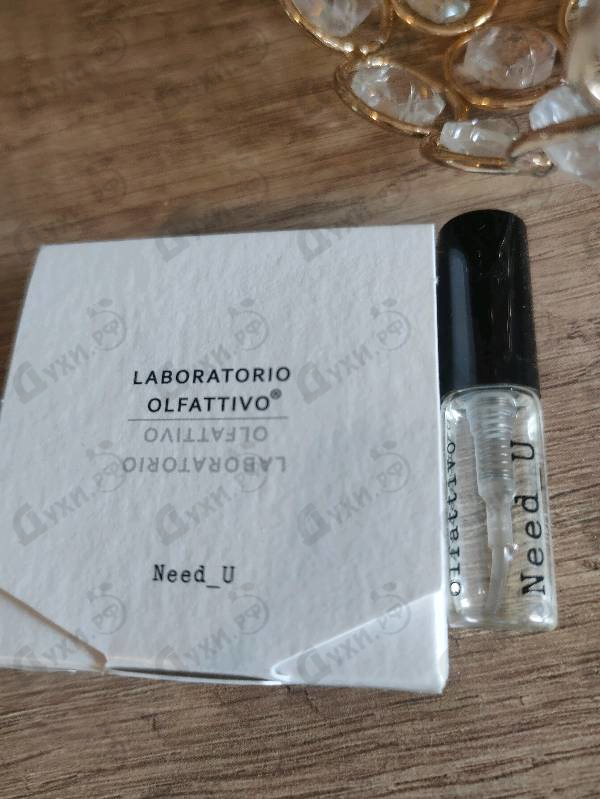 LABORATORIO
OLFATTIVO®
OLFATTIVO
LABORATORIO
Need_U
olfattivo
Need_U
Духи.РФ